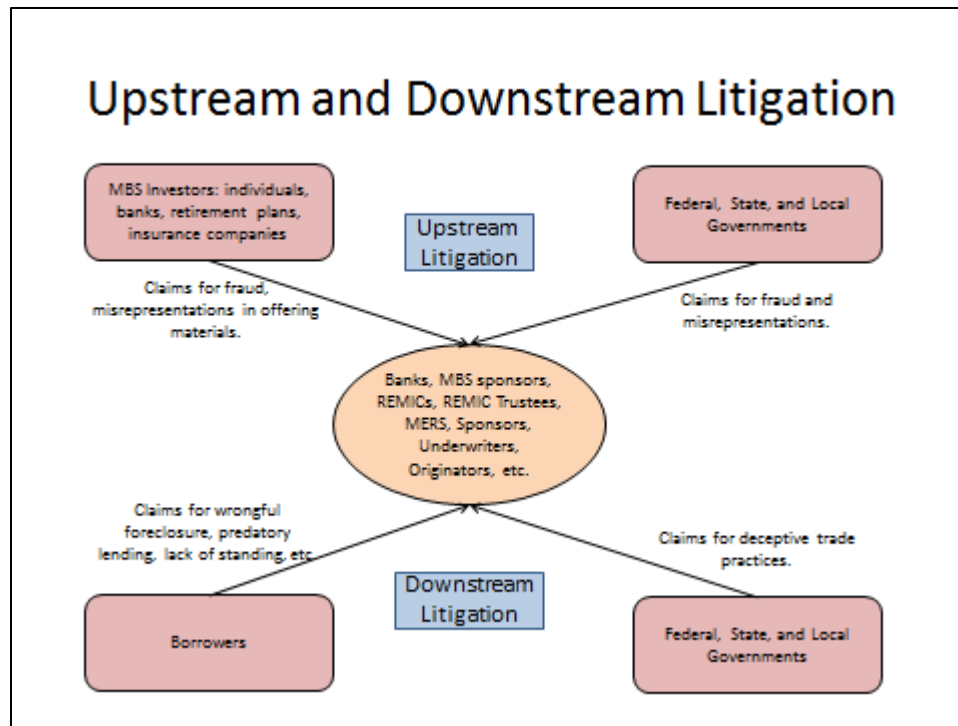 Upstream and Downstream Litigation
MBS Investors: individuals,
banks, retirement plans,
insurance companies
Upstream
Litigation
Federal, State, and Local
Governments
Claims for fraud,
misrepresentations in offering
materials.
Claims for fraud and
misrepresentations.
Banks, MBS sponsors,
REMICs, REMIC Trustees,
MERS, Sponsors,
Underwriters,
Originators, etc.
Claims for wrongful
foreclosure, predatory
lending, lack of standing, etc
Claims for deceptive trade
practices.
Downstream
Litigation
Borrowers
Federal, State, and Local
Governments